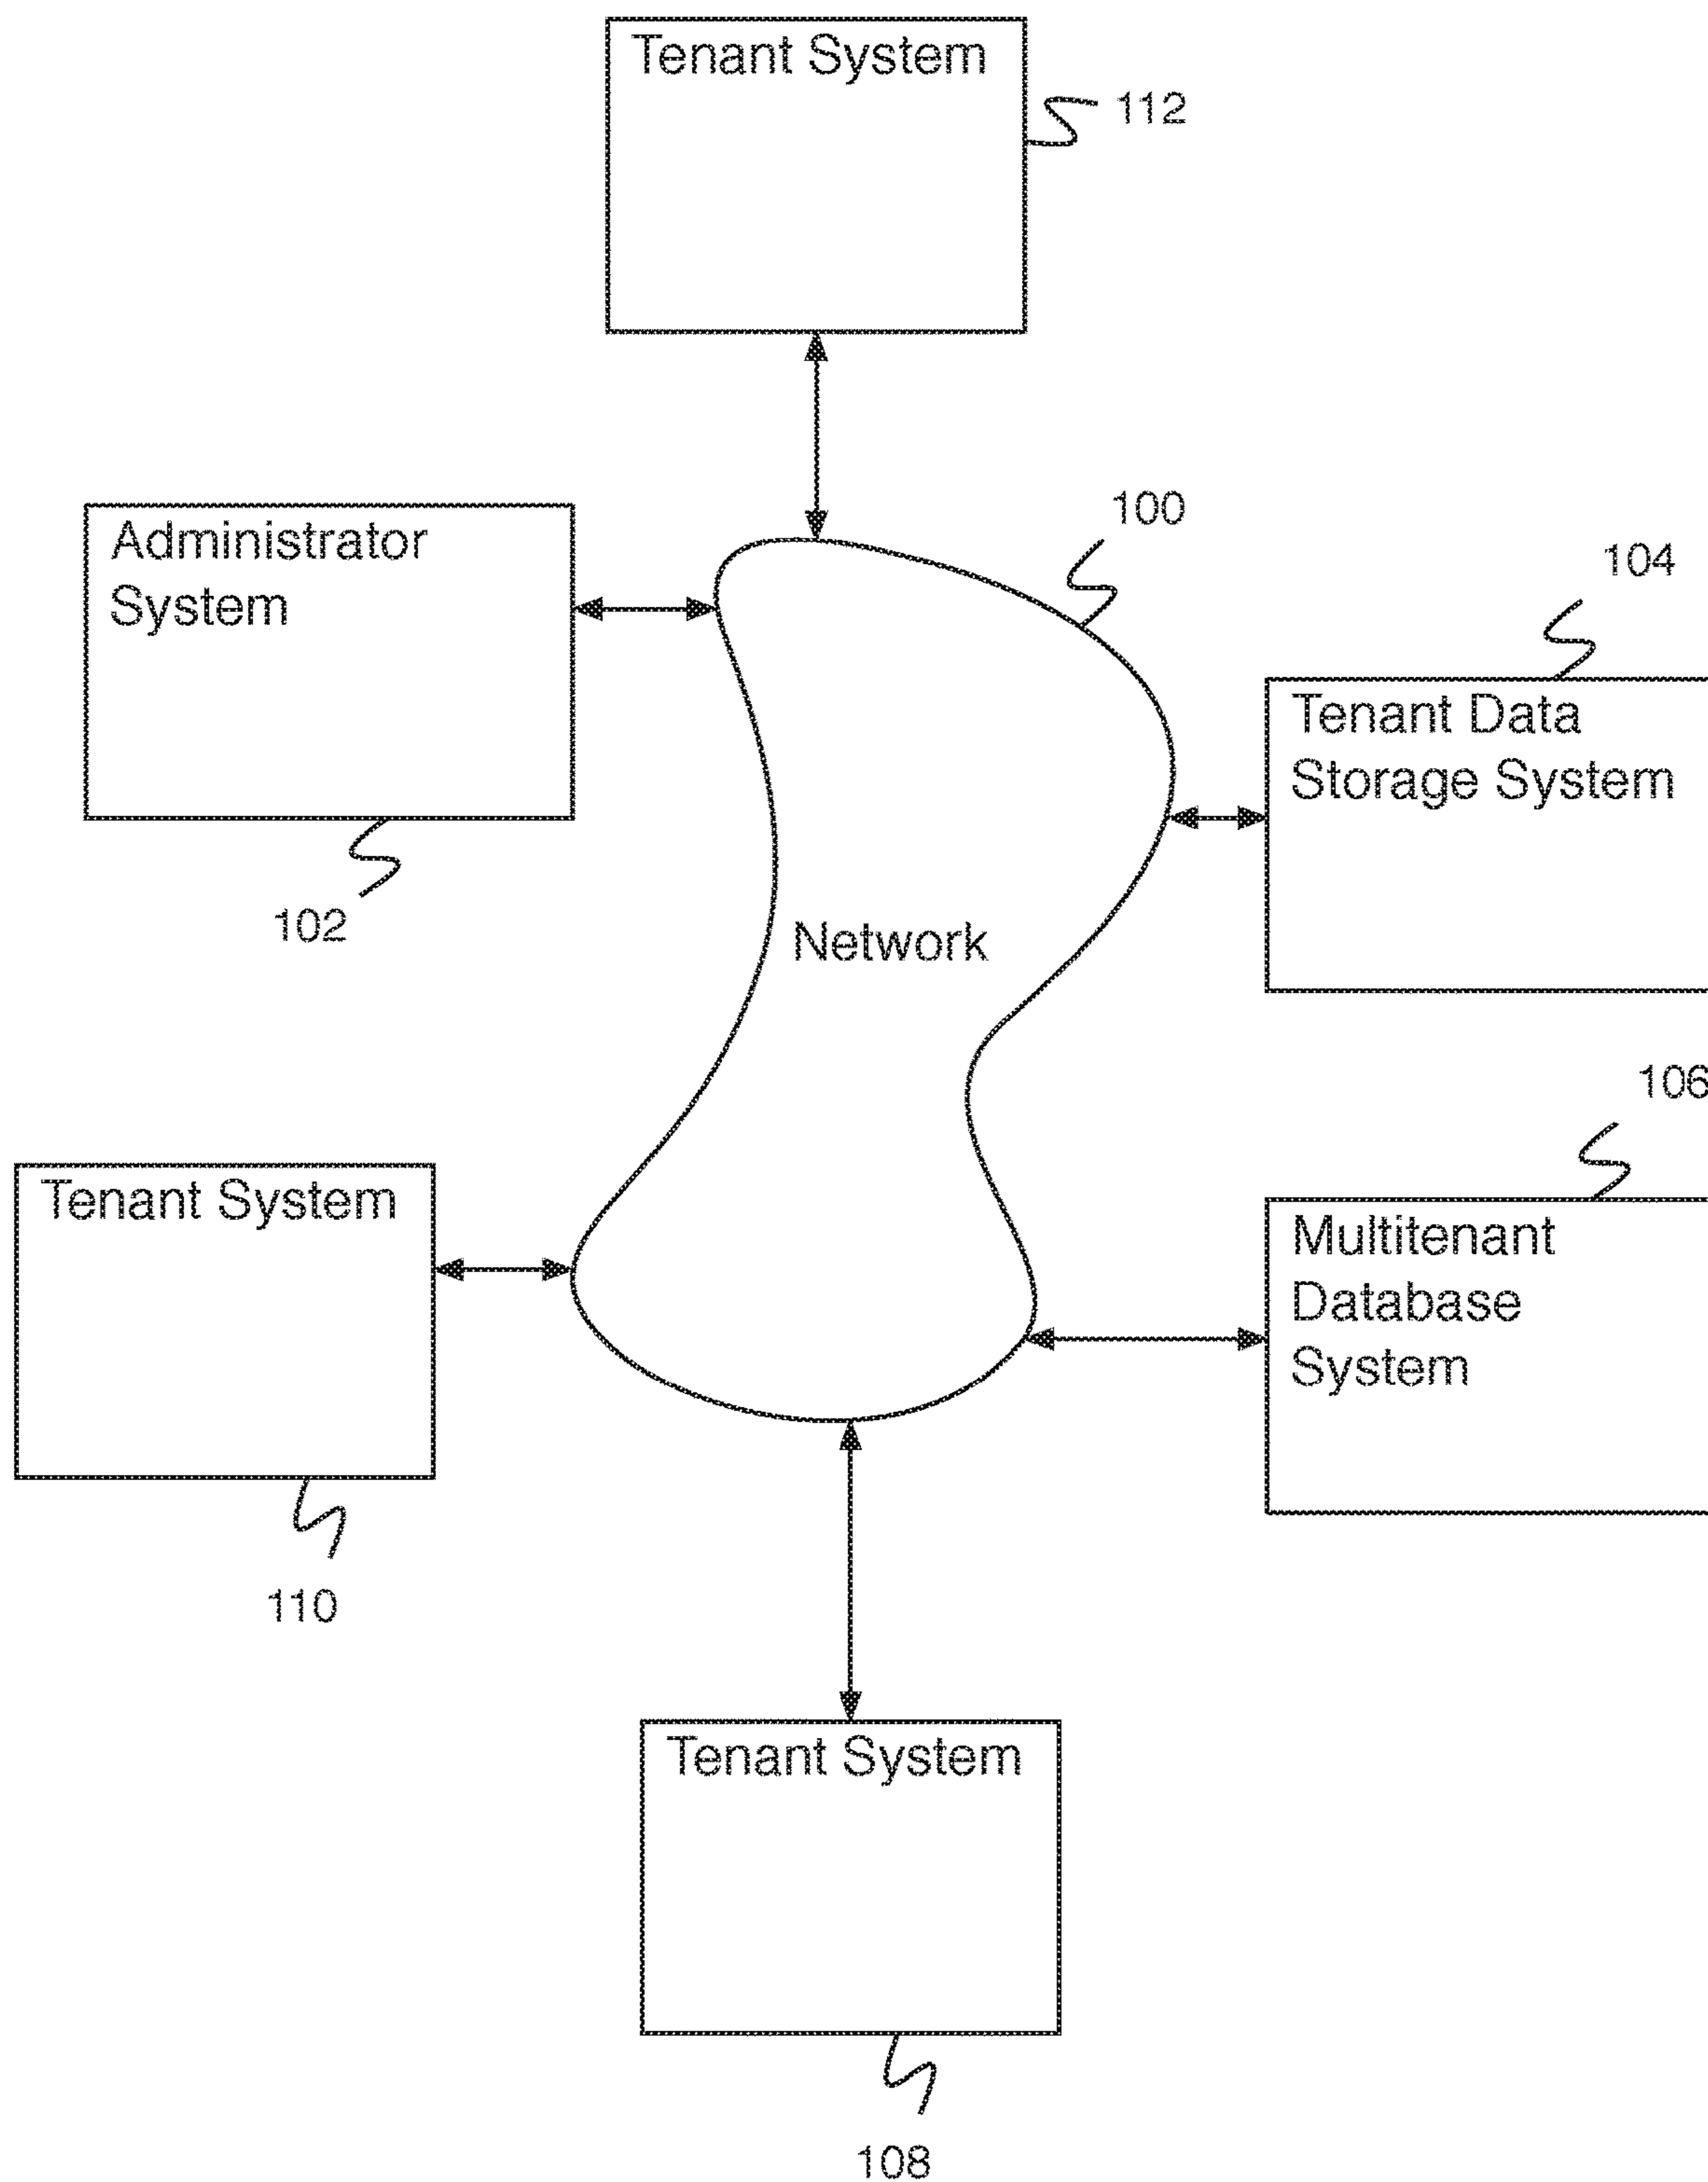 Tenant System
112
100
Administrator
System
104
Tenant Data
Storage System
102
Network
106
Tenant System
Multitenant
Database
System
110
Tenant System
108